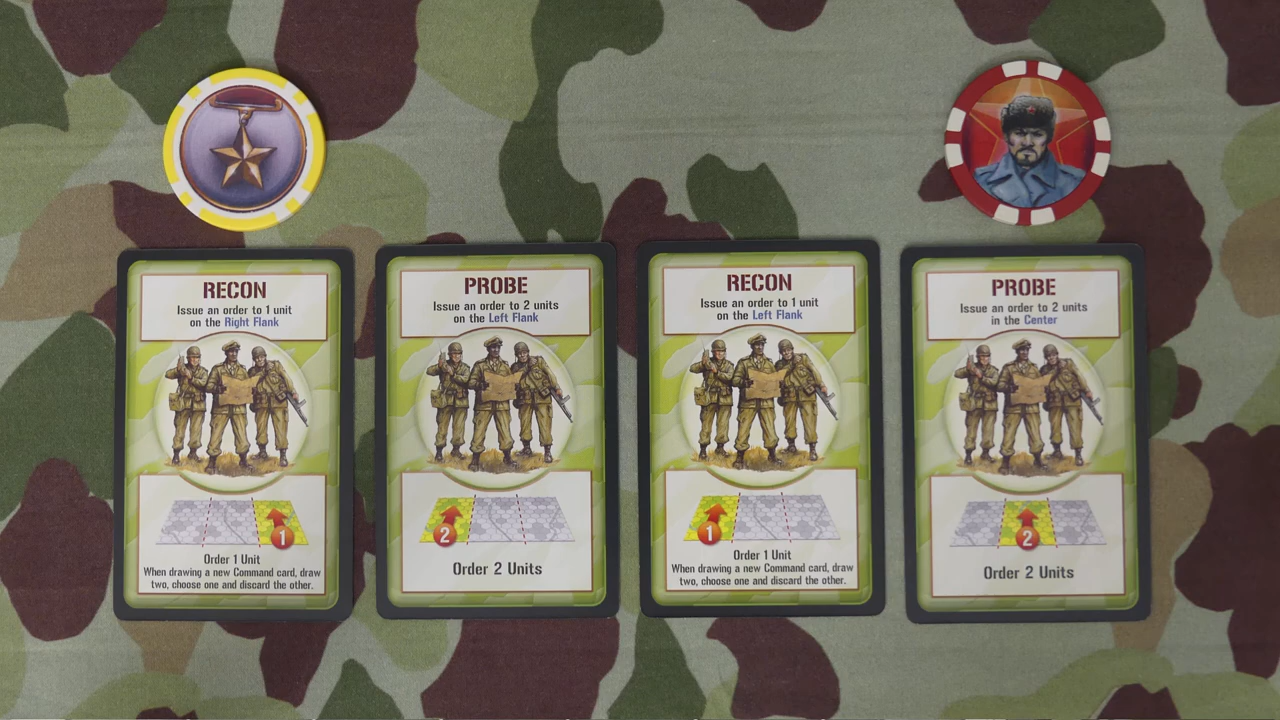 RECON
Issue an order to 1 unit
on the Right Flank
1
Order 1 Unit
When drawing a new Command card, draw
two, choose one and discard the other.
PROBE
Issue an order to 2 units
on the Left Flank
2
Order 2 Units
RECON
Issue an order to 1 unit
on the Left Flank
1
Order 1 Unit
When drawing a new Command card, draw
two, choose one and discard the other.
PROBE
Issue an order to 2 units
in the Center
2
Order 2 Units